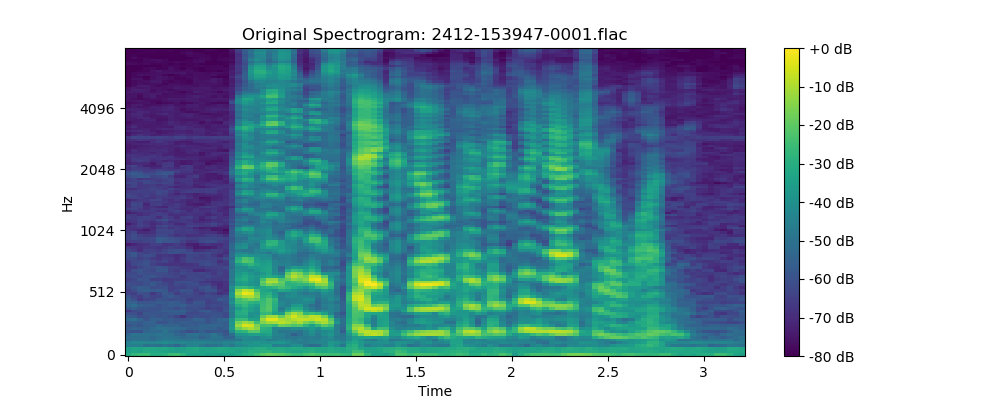 Original Spectrogram: 2412-153947-0001.flac
Hz
4096
2048
1024
512
0
0 0.5 1 1.5 2 2.5 3
Time
+0 dB
-10 dB
-20 dB
-30 dB
-40 dB
-50 dB
-60 dB
-70 dB
-80 dB